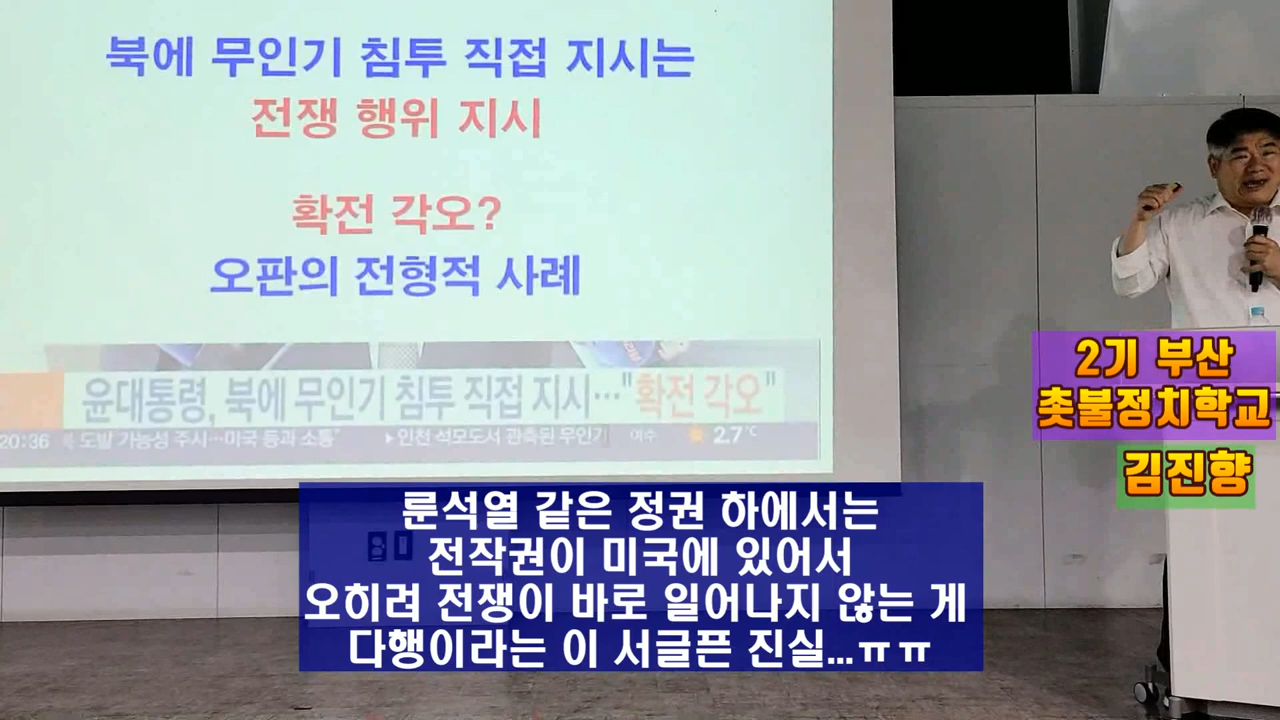 북에 무인기 침투 직접 지시는
전쟁 행위 지시
확전 각오?
오판의 전형적 사례
윤대통령, 북에 무인기 침투 직접 지시…"확전 각오"
20:36 도발 가능성 주시…미국 등과 소통" ▶인천 석모도서 관측된 무인기 여수 2.7℃
2기 부산
촛불정치학교
김진향
룬석열 같은 정권 하에서는
전작권이 미국에 있어서
오히려 전쟁이 바로 일어나지 않는 게
다행이라는 이 서글픈 진실...ㅠㅠ